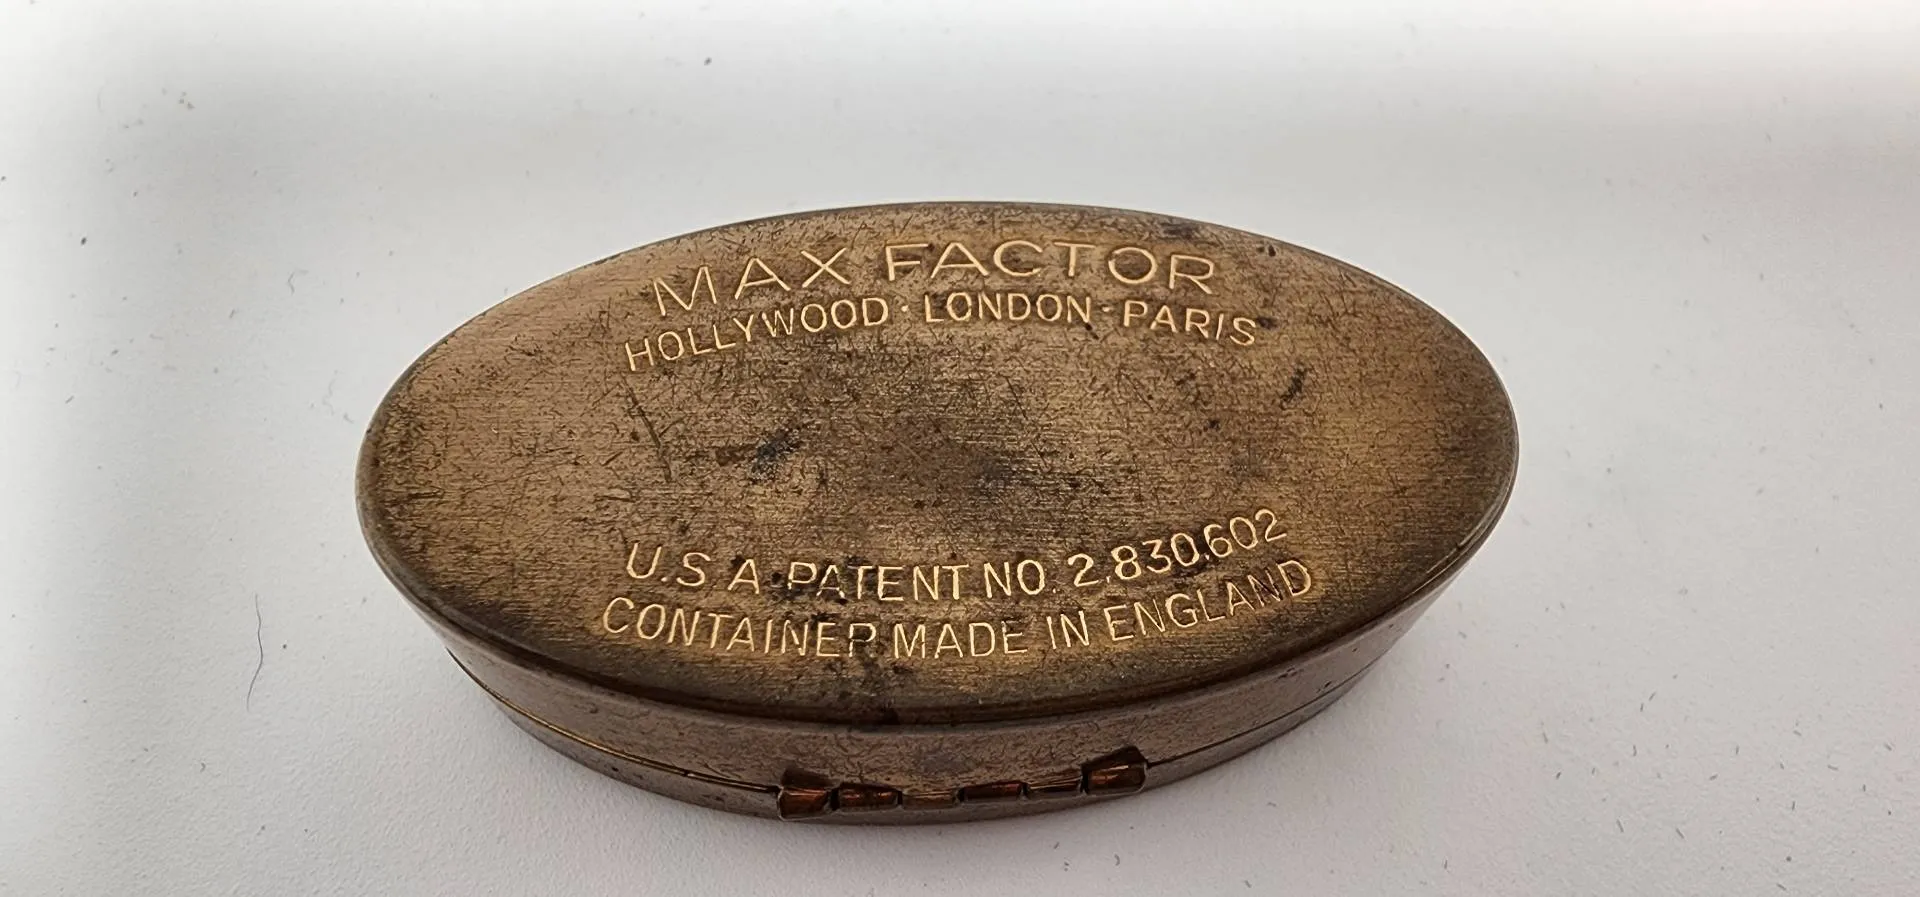 MAX FACTOR
HOLLYWOOD · LONDON · PARIS
U.S.A. PATENT NO. 2,830,602
CONTAINER MADE IN ENGLAND